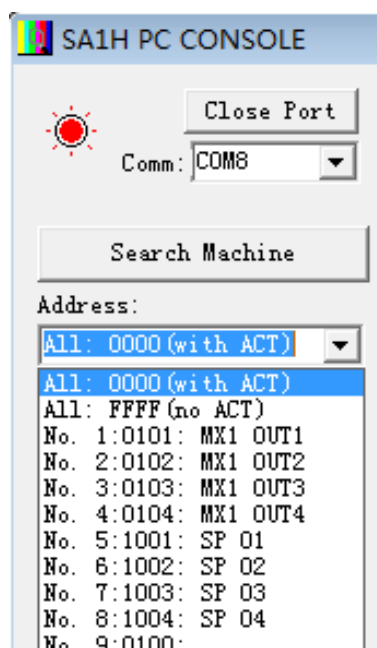 SA1H PC CONSOLE
Close Port
Comm: COM8
Search Machine
Address:
All: 0000(with ACT)
All: 0000(with ACT)
All: FFFF(no ACT)
No. 1:0101: MX1 OUT1
No. 2:0102: MX1 OUT2
No. 3:0103: MX1 OUT3
No. 4:0104: MX1 OUT4
No. 5:1001: SP 01
No. 6:1002: SP 02
No. 7:1003: SP 03
No. 8:1004: SP 04
No. 9:0100: